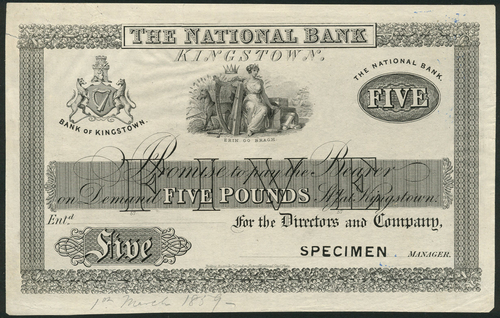 THE NATIONAL BANK
KINGSTOWN.
THE NATIONAL BANK.
FIVE
BANK OF KINGSTOWN.
ERIN GO BRAGH
Promise to pay the Bearer
FIVE
on Demand FIVE POUNDS At Kingstown.
Entd.
For the Directors and Company,
Five
SPECIMEN MANAGER.
1st March 1859